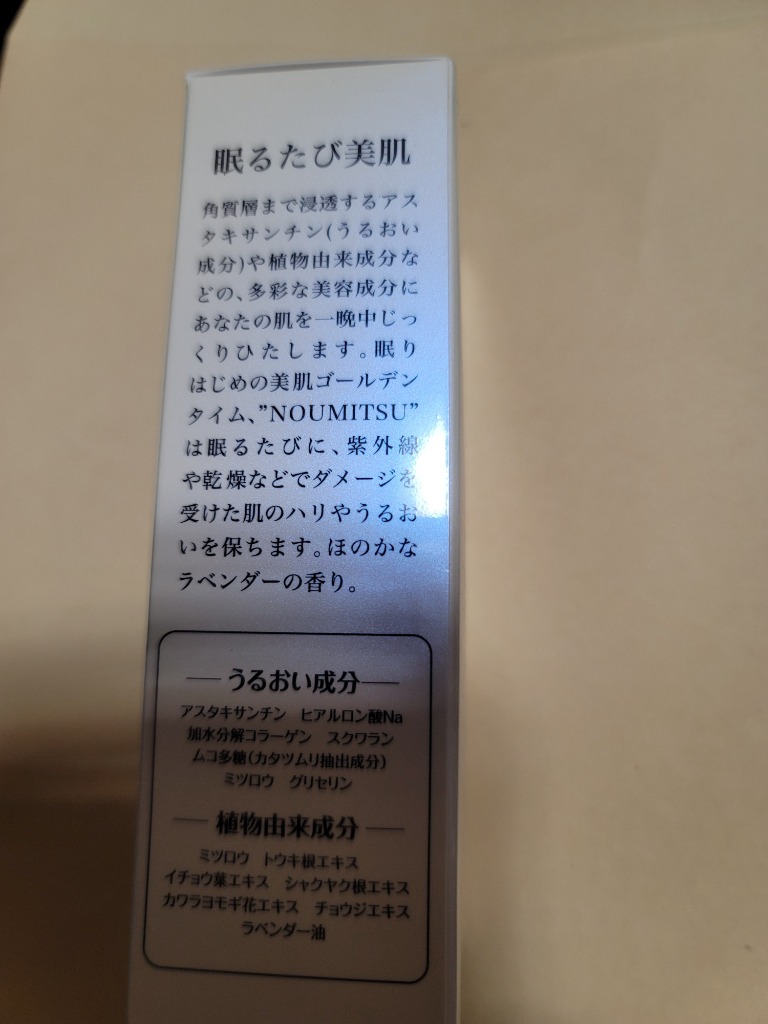 眠るたび美肌
角質層まで浸透するアス
タキサンチン(うるおい
成分)や植物由来成分な
どの、多彩な美容成分に
あなたの肌を一晩中じっ
くりひたします。眠り
はじめの美肌ゴールデン
タイム、”NOUMITSU”
は眠るたびに、紫外線
や乾燥などでダメージを
受けた肌のハリやうるお
いを保ちます。ほのかな
ラベンダーの香り。
うるおい成分
アスタキサンチン ヒアルロン酸Na
加水分解コラーゲン スクワラン
ムコ多糖(カタツムリ抽出成分)
ミツロウ グリセリン
植物由来成分
ミツロウ トウキ根エキス
イチョウ葉エキス シャクヤク根エキス
カワラヨモギ花エキス チョウジエキス
ラベンダー油